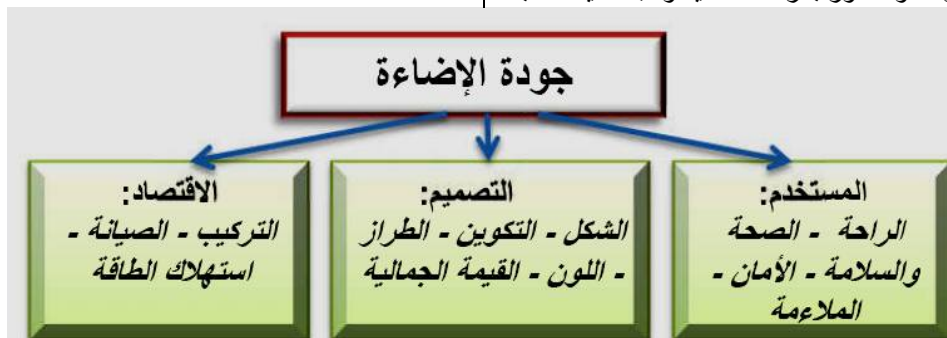 جودة الإضاءة
المستخدم:
الراحة - الصحة
والسلامة - الأمان -
الملاءمة
التصميم:
الشكل - التكوين - الطراز
- اللون - القيمة الجمالية
الاقتصاد:
التركيب - الصيانة -
استهلاك الطاقة